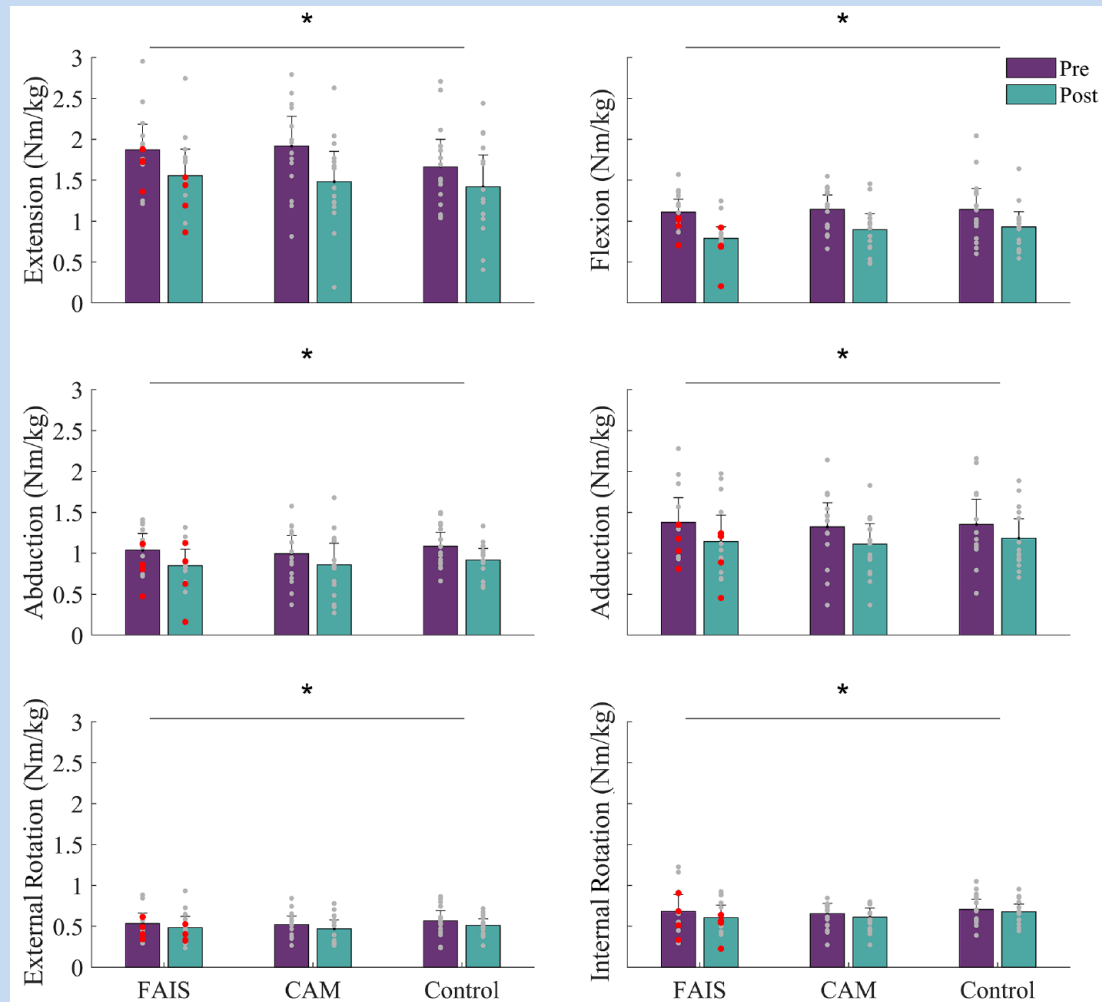 *
*
Extension (Nm/kg)
3
2.5
2
1.5
1
0.5
0
Flexion (Nm/kg)
Pre
Post
*
*
Abduction (Nm/kg)
3
2.5
2
1.5
1
0.5
0
Adduction (Nm/kg)
*
*
External Rotation (Nm/kg)
3
2.5
2
1.5
1
0.5
0
Internal Rotation (Nm/kg)
FAIS CAM Control
FAIS CAM Control